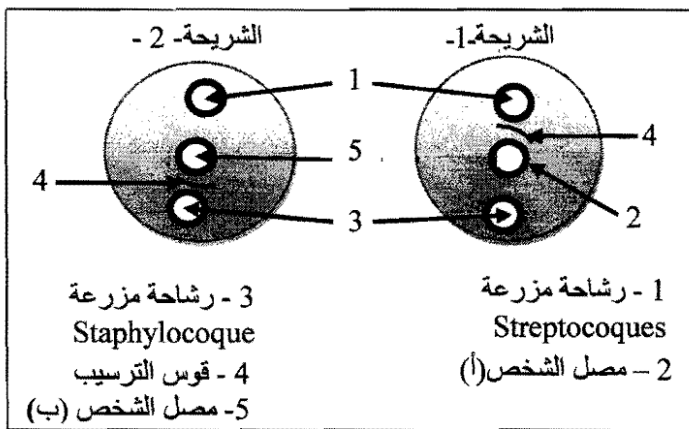 الشريحة-1-
الشريحة- 2 -
1
4
5
4
3
2
1 - رشاحة مزرعة
Streptocoques
2 – مصل الشخص(أ)
3 - رشاحة مزرعة
Staphylocoque
4 - قوس الترسيب
5- مصل الشخص (ب)